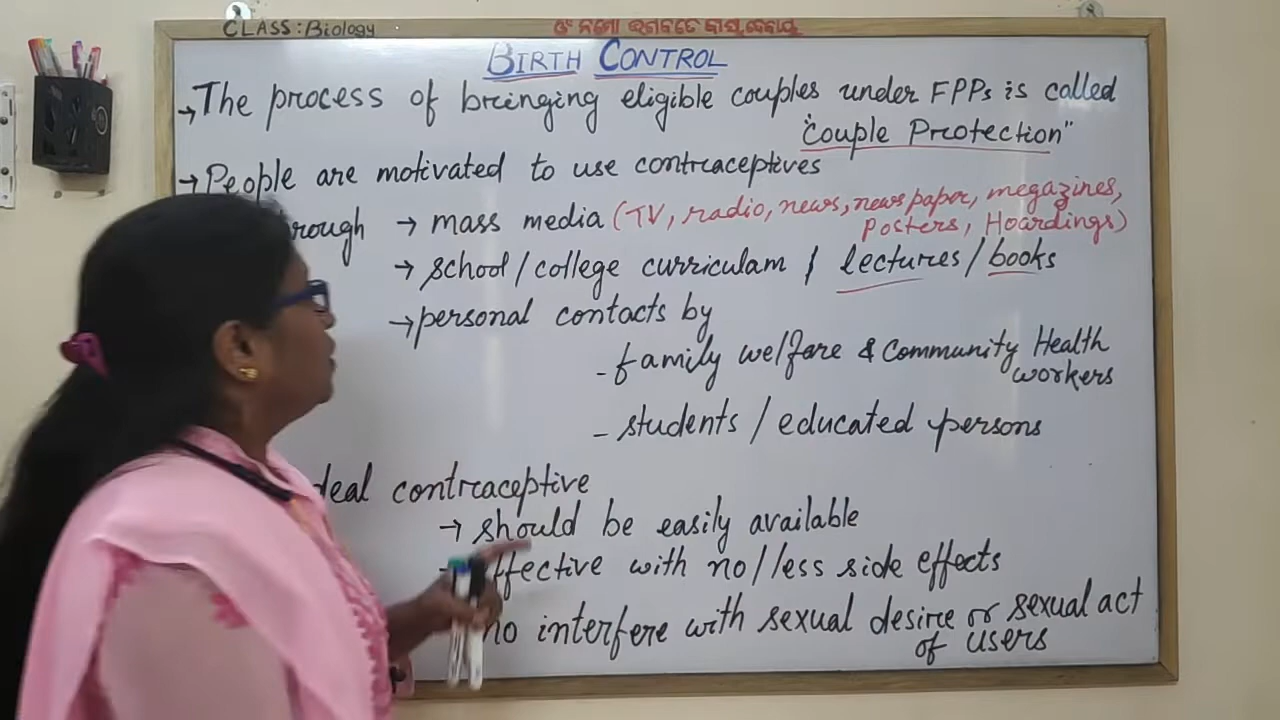 CLASS: Biology
ଓଁ ନମୋ ଭଗବତେ ବାସୁଦେବାୟ
BIRTH CONTROL
→ The process of bringing eligible couples under FPPs is called
"Couple Protection"
→ People are motivated to use contraceptives
rough → mass media (TV, radio, news, news paper, megazines,
Posters, Hoardings)
→ school/college curriculam / lectures/books
→ personal contacts by
- family welfare & Community Health
workers
- students / educated persons
deal contraceptive
→ should be easily available
ffective with no/less side effects
no interfere with sexual desire or sexual act
of users